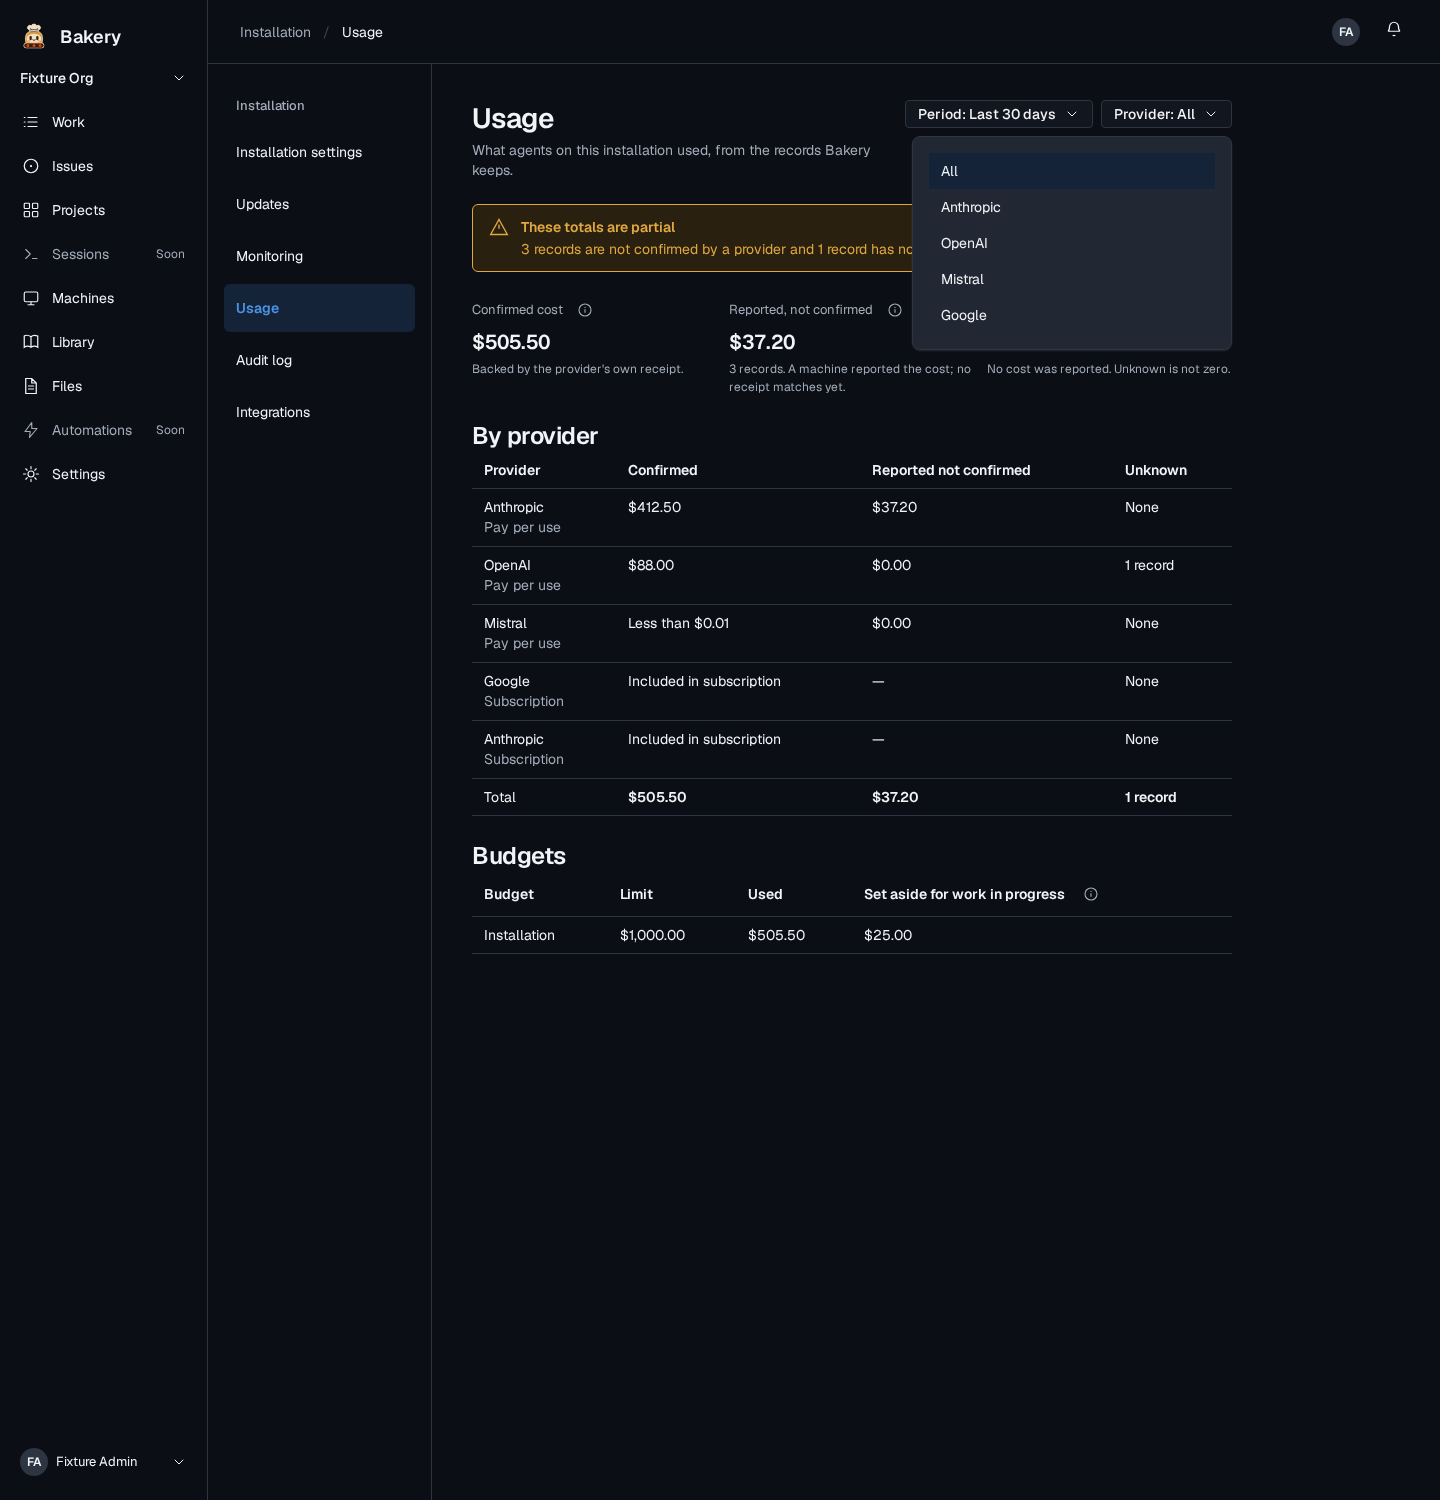 Bakery
Fixture Org
Work
Issues
Projects
Sessions Soon
Machines
Library
Files
Automations Soon
Settings
FA Fixture Admin
Installation / Usage
FA
Installation
Installation settings
Updates
Monitoring
Usage
Audit log
Integrations
Usage
What agents on this installation used, from the records Bakery
keeps.
Period: Last 30 days
Provider: All
All
Anthropic
OpenAI
Mistral
Google
These totals are partial
3 records are not confirmed by a provider and 1 record has
Confirmed cost
$505.50
Backed by the provider's own receipt.
Reported, not confirmed
$37.20
3 records. A machine reported the cost; no
receipt matches yet.
No cost was reported. Unknown is not zero.
By provider
Provider Confirmed Reported not confirmed Unknown
Anthropic $412.50 $37.20 None
Pay per use
OpenAI $88.00 $0.00 1 record
Pay per use
Mistral Less than $0.01 $0.00 None
Pay per use
Google Included in subscription — None
Subscription
Anthropic Included in subscription — None
Subscription
Total $505.50 $37.20 1 record
Budgets
Budget Limit Used Set aside for work in progress
Installation $1,000.00 $505.50 $25.00